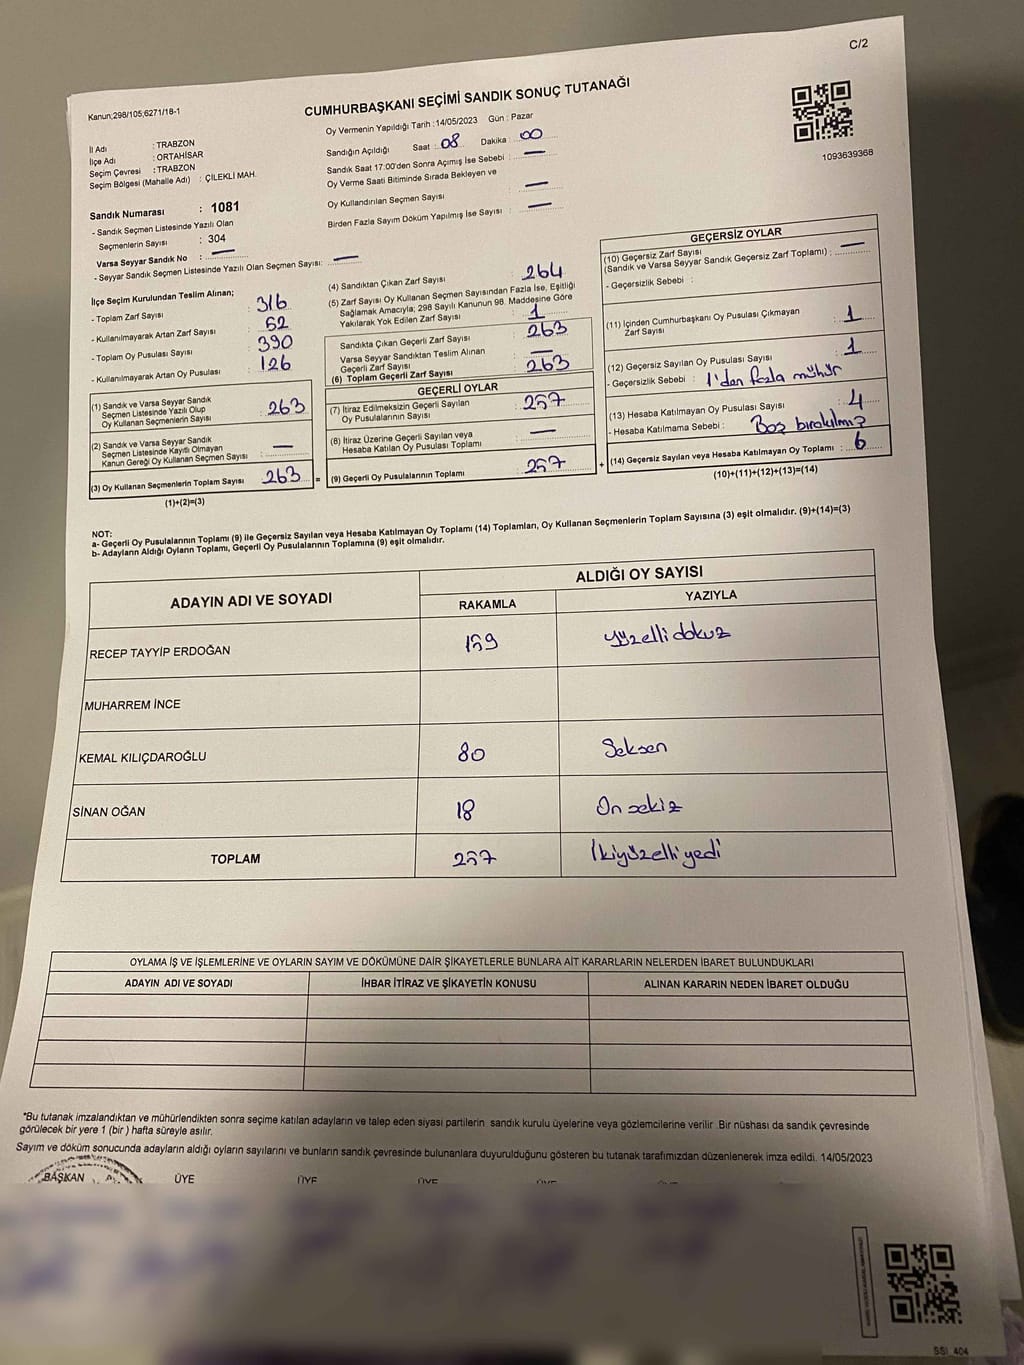 C/2
Kanun;298/105;6271/18-1
CUMHURBAŞKANI SEÇİMİ SANDIK SONUÇ TUTANAĞI
Oy Vermenin Yapıldığı Tarih :14/05/2023 Gün : Pazar
1093639368
İl Adı : TRABZON
İlçe Adı : ORTAHİSAR
Seçim Çevresi : TRABZON
Seçim Bölgesi (Mahalle Adı) : ÇİLEKLİ MAH.
Sandık Numarası : 1081
- Sandık Seçmen Listesinde Yazılı Olan
Seçmenlerin Sayısı : 304
Varsa Seyyar Sandık No : —
- Seyyar Sandık Seçmen Listesinde Yazılı Olan Seçmen Sayısı: —
Sandığın Açıldığı Saat : 08 Dakika : 00
Sandık Saat 17:00'den Sonra Açımış İse Sebebi : —
Oy Verme Saati Bitiminde Sırada Bekleyen ve
Oy Kullandırılan Seçmen Sayısı —
Birden Fazla Sayım Döküm Yapılmış İse Sayısı : —
İlçe Seçim Kurulundan Teslim Alınan;
- Toplam Zarf Sayısı : 316
- Kullanılmayarak Artan Zarf Sayısı : 52
- Toplam Oy Pusulası Sayısı : 390
- Kullanılmayarak Artan Oy Pusulası : 126
(1) Sandık ve Varsa Seyyar Sandık
Seçmen Listesinde Yazılı Olup
Oy Kullanan Seçmenlerin Sayısı : 263
(2) Sandık ve Varsa Seyyar Sandık
Seçmen Listesinde Kayıtlı Olmayan
Kanun Gereği Oy Kullanan Seçmen Sayısı : —
(3) Oy Kullanan Seçmenlerin Toplam Sayısı 263 =
(1)+(2)=(3)
(4) Sandıktan Çıkan Zarf Sayısı : 264
(5) Zarf Sayısı Oy Kullanan Seçmen Sayısından Fazla İse, Eşitliği
Sağlamak Amacıyla; 298 Sayılı Kanunun 98. Maddesine Göre
Yakılarak Yok Edilen Zarf Sayısı : 1
Sandıkta Çıkan Geçerli Zarf Sayısı : 263
Varsa Seyyar Sandıktan Teslim Alınan
Geçerli Zarf Sayısı : —
(6) Toplam Geçerli Zarf Sayısı : 263
GEÇERLİ OYLAR
(7) İtiraz Edilmeksizin Geçerli Sayılan
Oy Pusulalarının Sayısı : 257
(8) İtiraz Üzerine Geçerli Sayılan veya
Hesaba Katılan Oy Pusulası Toplamı : —
(9) Geçerli Oy Pusulalarının Toplamı : 257 +
GEÇERSİZ OYLAR
(10) Geçersiz Zarf Sayısı
(Sandık ve Varsa Seyyar Sandık Geçersiz Zarf Toplamı) : —
- Geçersizlik Sebebi :
(11) İçinden Cumhurbaşkanı Oy Pusulası Çıkmayan
Zarf Sayısı : 1
(12) Geçersiz Sayılan Oy Pusulası Sayısı : 1
- Geçersizlik Sebebi : 1'den fazla mühür
(13) Hesaba Katılmayan Oy Pusulası Sayısı : 4
- Hesaba Katılmama Sebebi : Boş bırakılmış
(14) Geçersiz Sayılan veya Hesaba Katılmayan Oy Toplamı : 6
(10)+(11)+(12)+(13)=(14)
NOT:
a- Geçerli Oy Pusulalarının Toplamı (9) ile Geçersiz Sayılan veya Hesaba Katılmayan Oy Toplamı (14) Toplamları, Oy Kullanan Seçmenlerin Toplam Sayısına (3) eşit olmalıdır. (9)+(14)=(3)
b- Adayların Aldığı Oyların Toplamı, Geçerli Oy Pusulalarının Toplamına (9) eşit olmalıdır.
ADAYIN ADI VE SOYADI
ALDIĞI OY SAYISI
RAKAMLA YAZIYLA
RECEP TAYYİP ERDOĞAN 159 yüzelli dokuz
MUHARREM İNCE
KEMAL KILIÇDAROĞLU 80 Seksen
SİNAN OĞAN 18 On sekiz
TOPLAM 257 İkiyüzelli yedi
OYLAMA İŞ VE İŞLEMLERİNE VE OYLARIN SAYIM VE DÖKÜMÜNE DAİR ŞİKAYETLERLE BUNLARA AİT KARARLARIN NELERDEN İBARET BULUNDUKLARI
ADAYIN ADI VE SOYADI İHBAR İTİRAZ VE ŞİKAYETİN KONUSU ALINAN KARARIN NEDEN İBARET OLDUĞU
*Bu tutanak imzalandıktan ve mühürlendikten sonra seçime katılan adayların ve talep eden siyasi partilerin sandık kurulu üyelerine veya gözlemcilerine verilir .Bir nüshası da sandık çevresinde
görülecek bir yere 1 (bir ) hafta süreyle asılır.
Sayım ve döküm sonucunda adayların aldığı oyların sayılarını ve bunların sandık çevresinde bulunanlara duyurulduğunu gösteren bu tutanak tarafımızdan düzenlenerek imza edildi. 14/05/2023
BAŞKAN ÜYE ÜYE ÜYE ÜYE
SSI_404